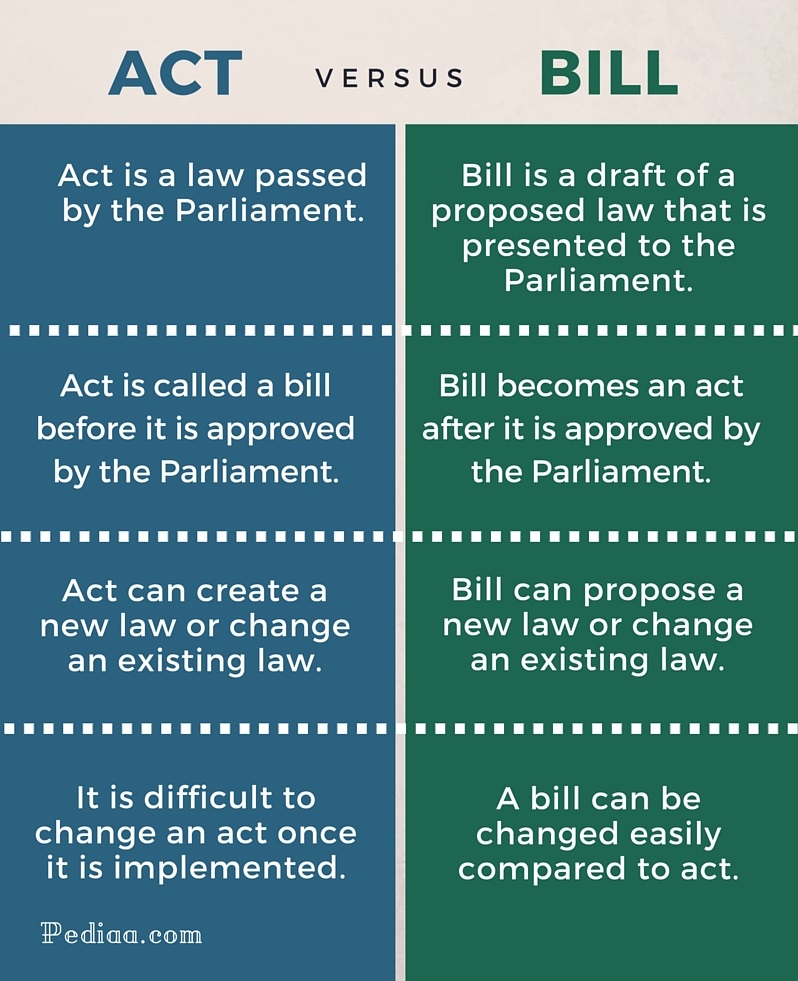 ACT VERSUS BILL
Act is a law passed
by the Parliament.
Bill is a draft of a
proposed law that is
presented to the
Parliament.
Act is called a bill
before it is approved
by the Parliament.
Bill becomes an act
after it is approved by
the Parliament.
Act can create a
new law or change
an existing law.
Bill can propose a
new law or change
an existing law.
It is difficult to
change an act once
it is implemented.
A bill can be
changed easily
compared to act.
Pediaa.com